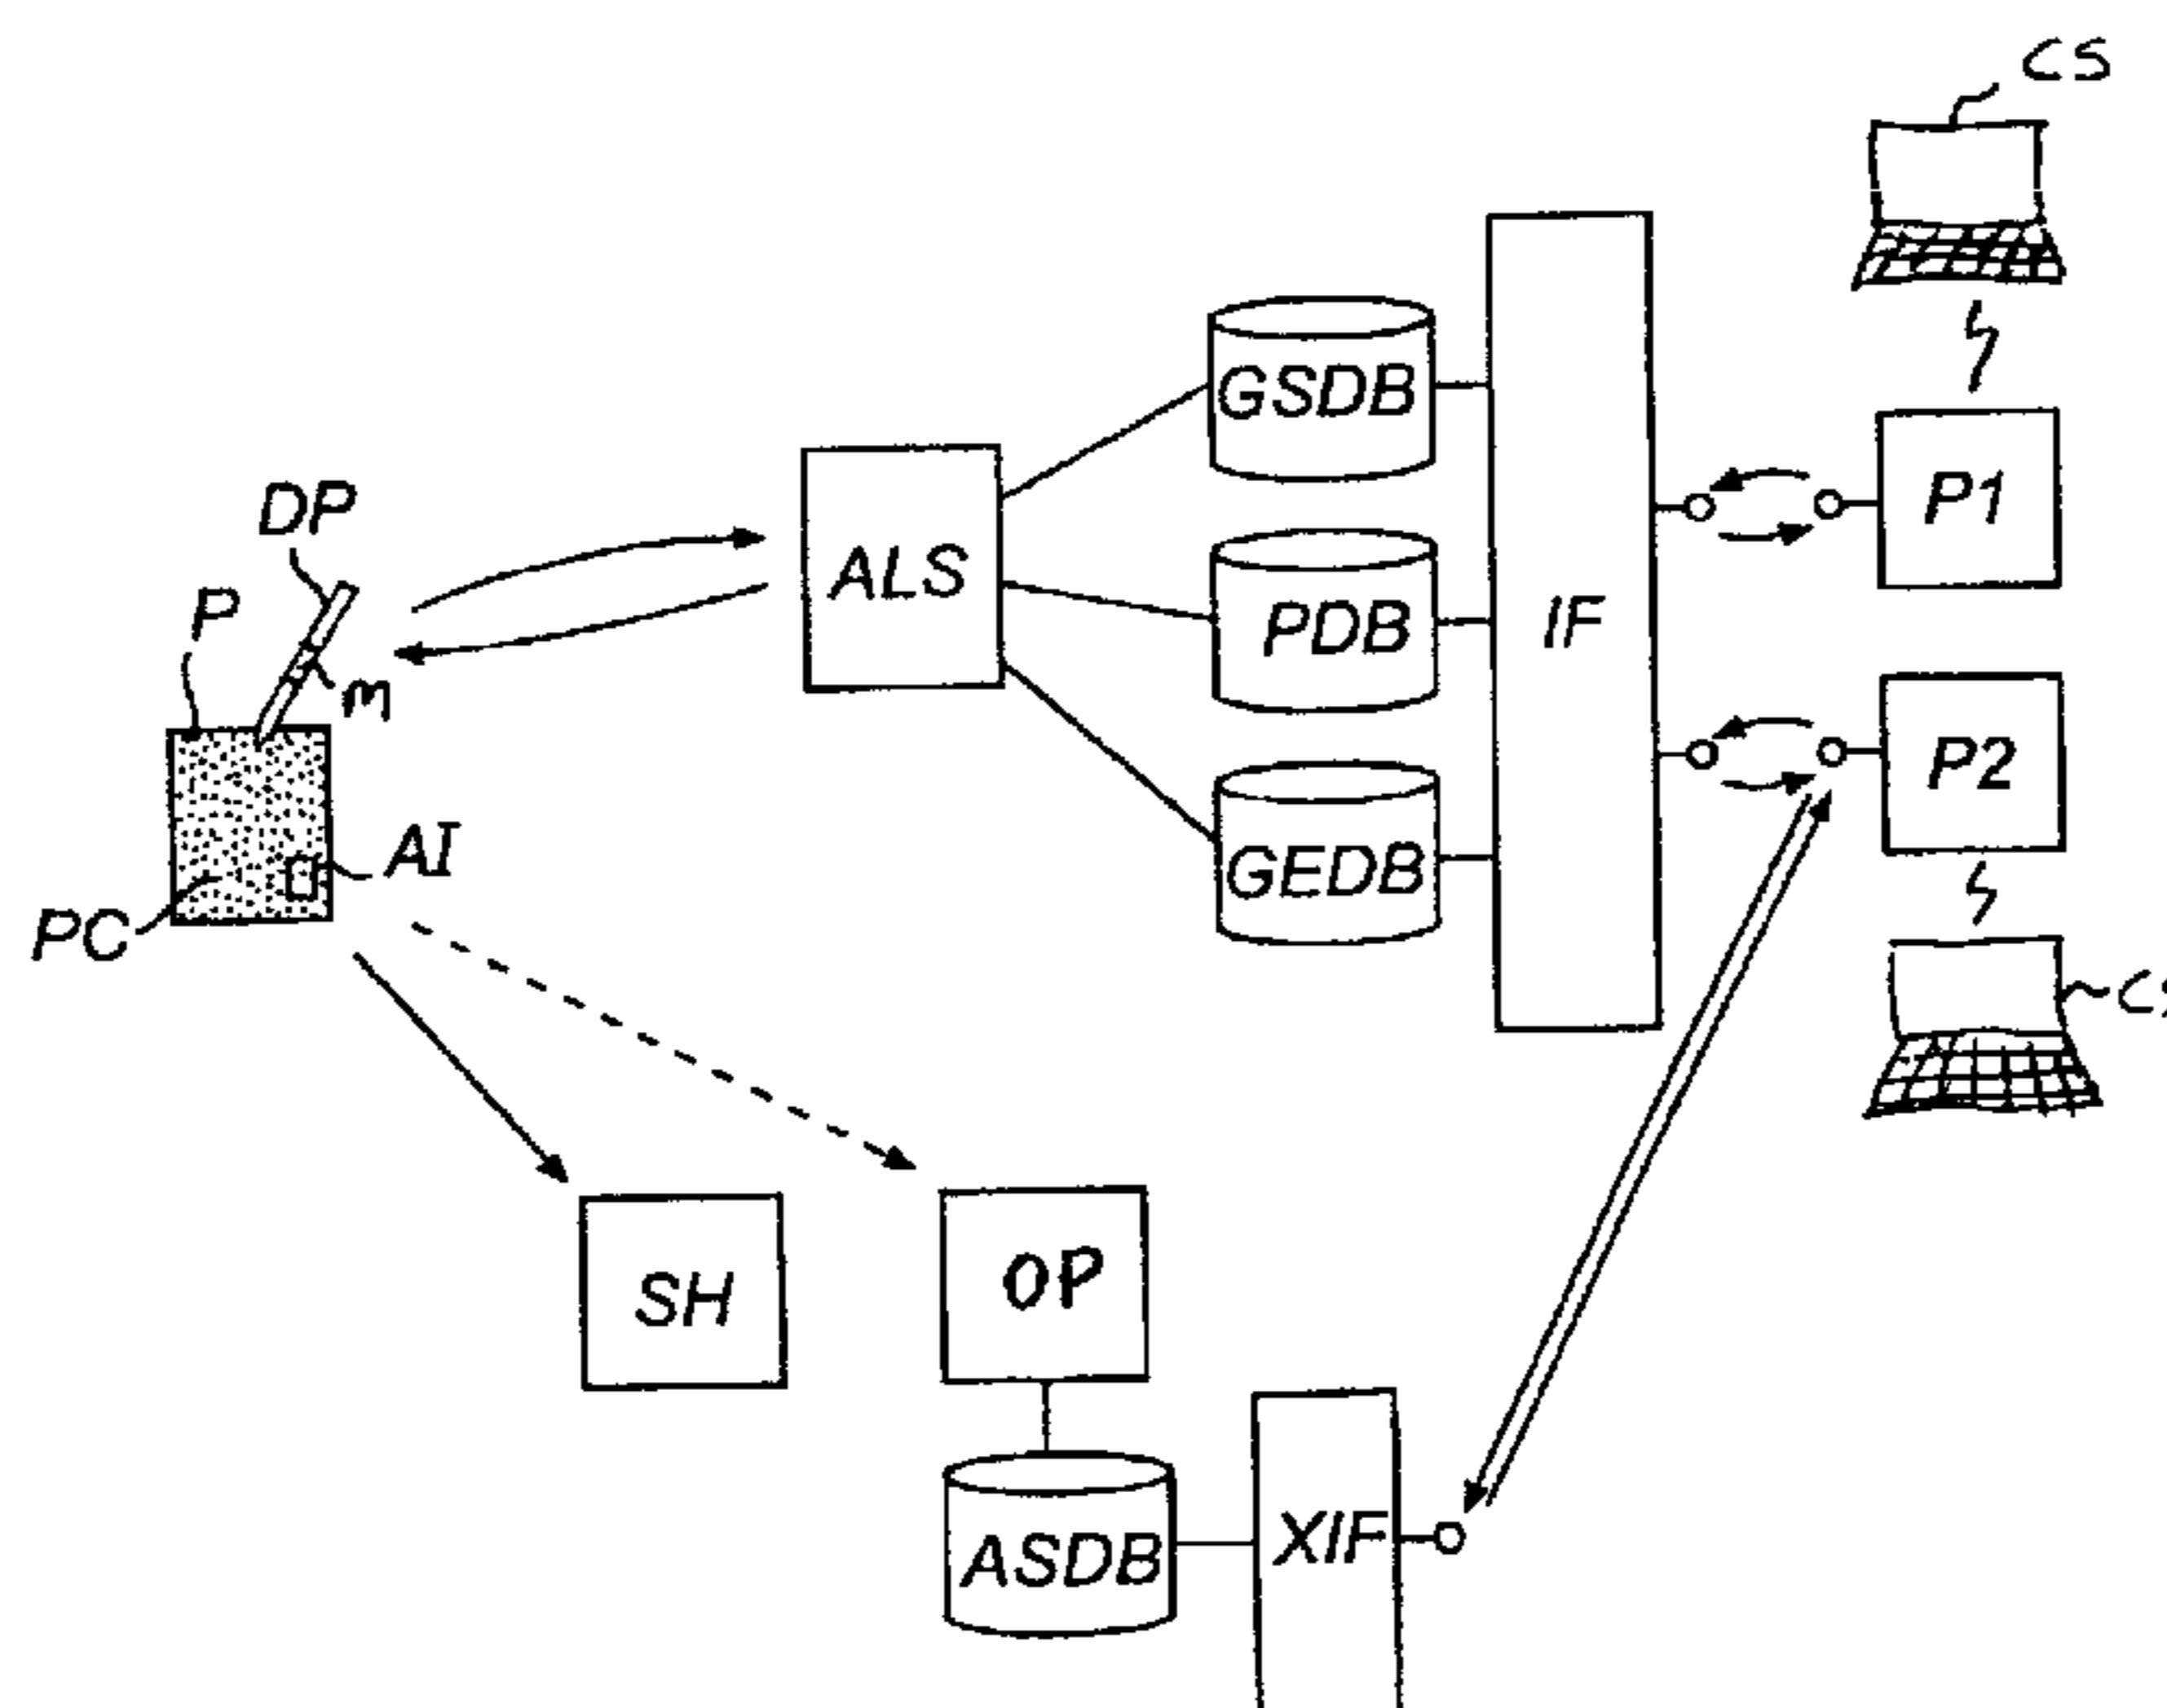 CS
GSDB
DP
P1
ALS
P
PDB
IF
m
P2
AI
GEDB
PC
SH
OP
XIF
ASDB